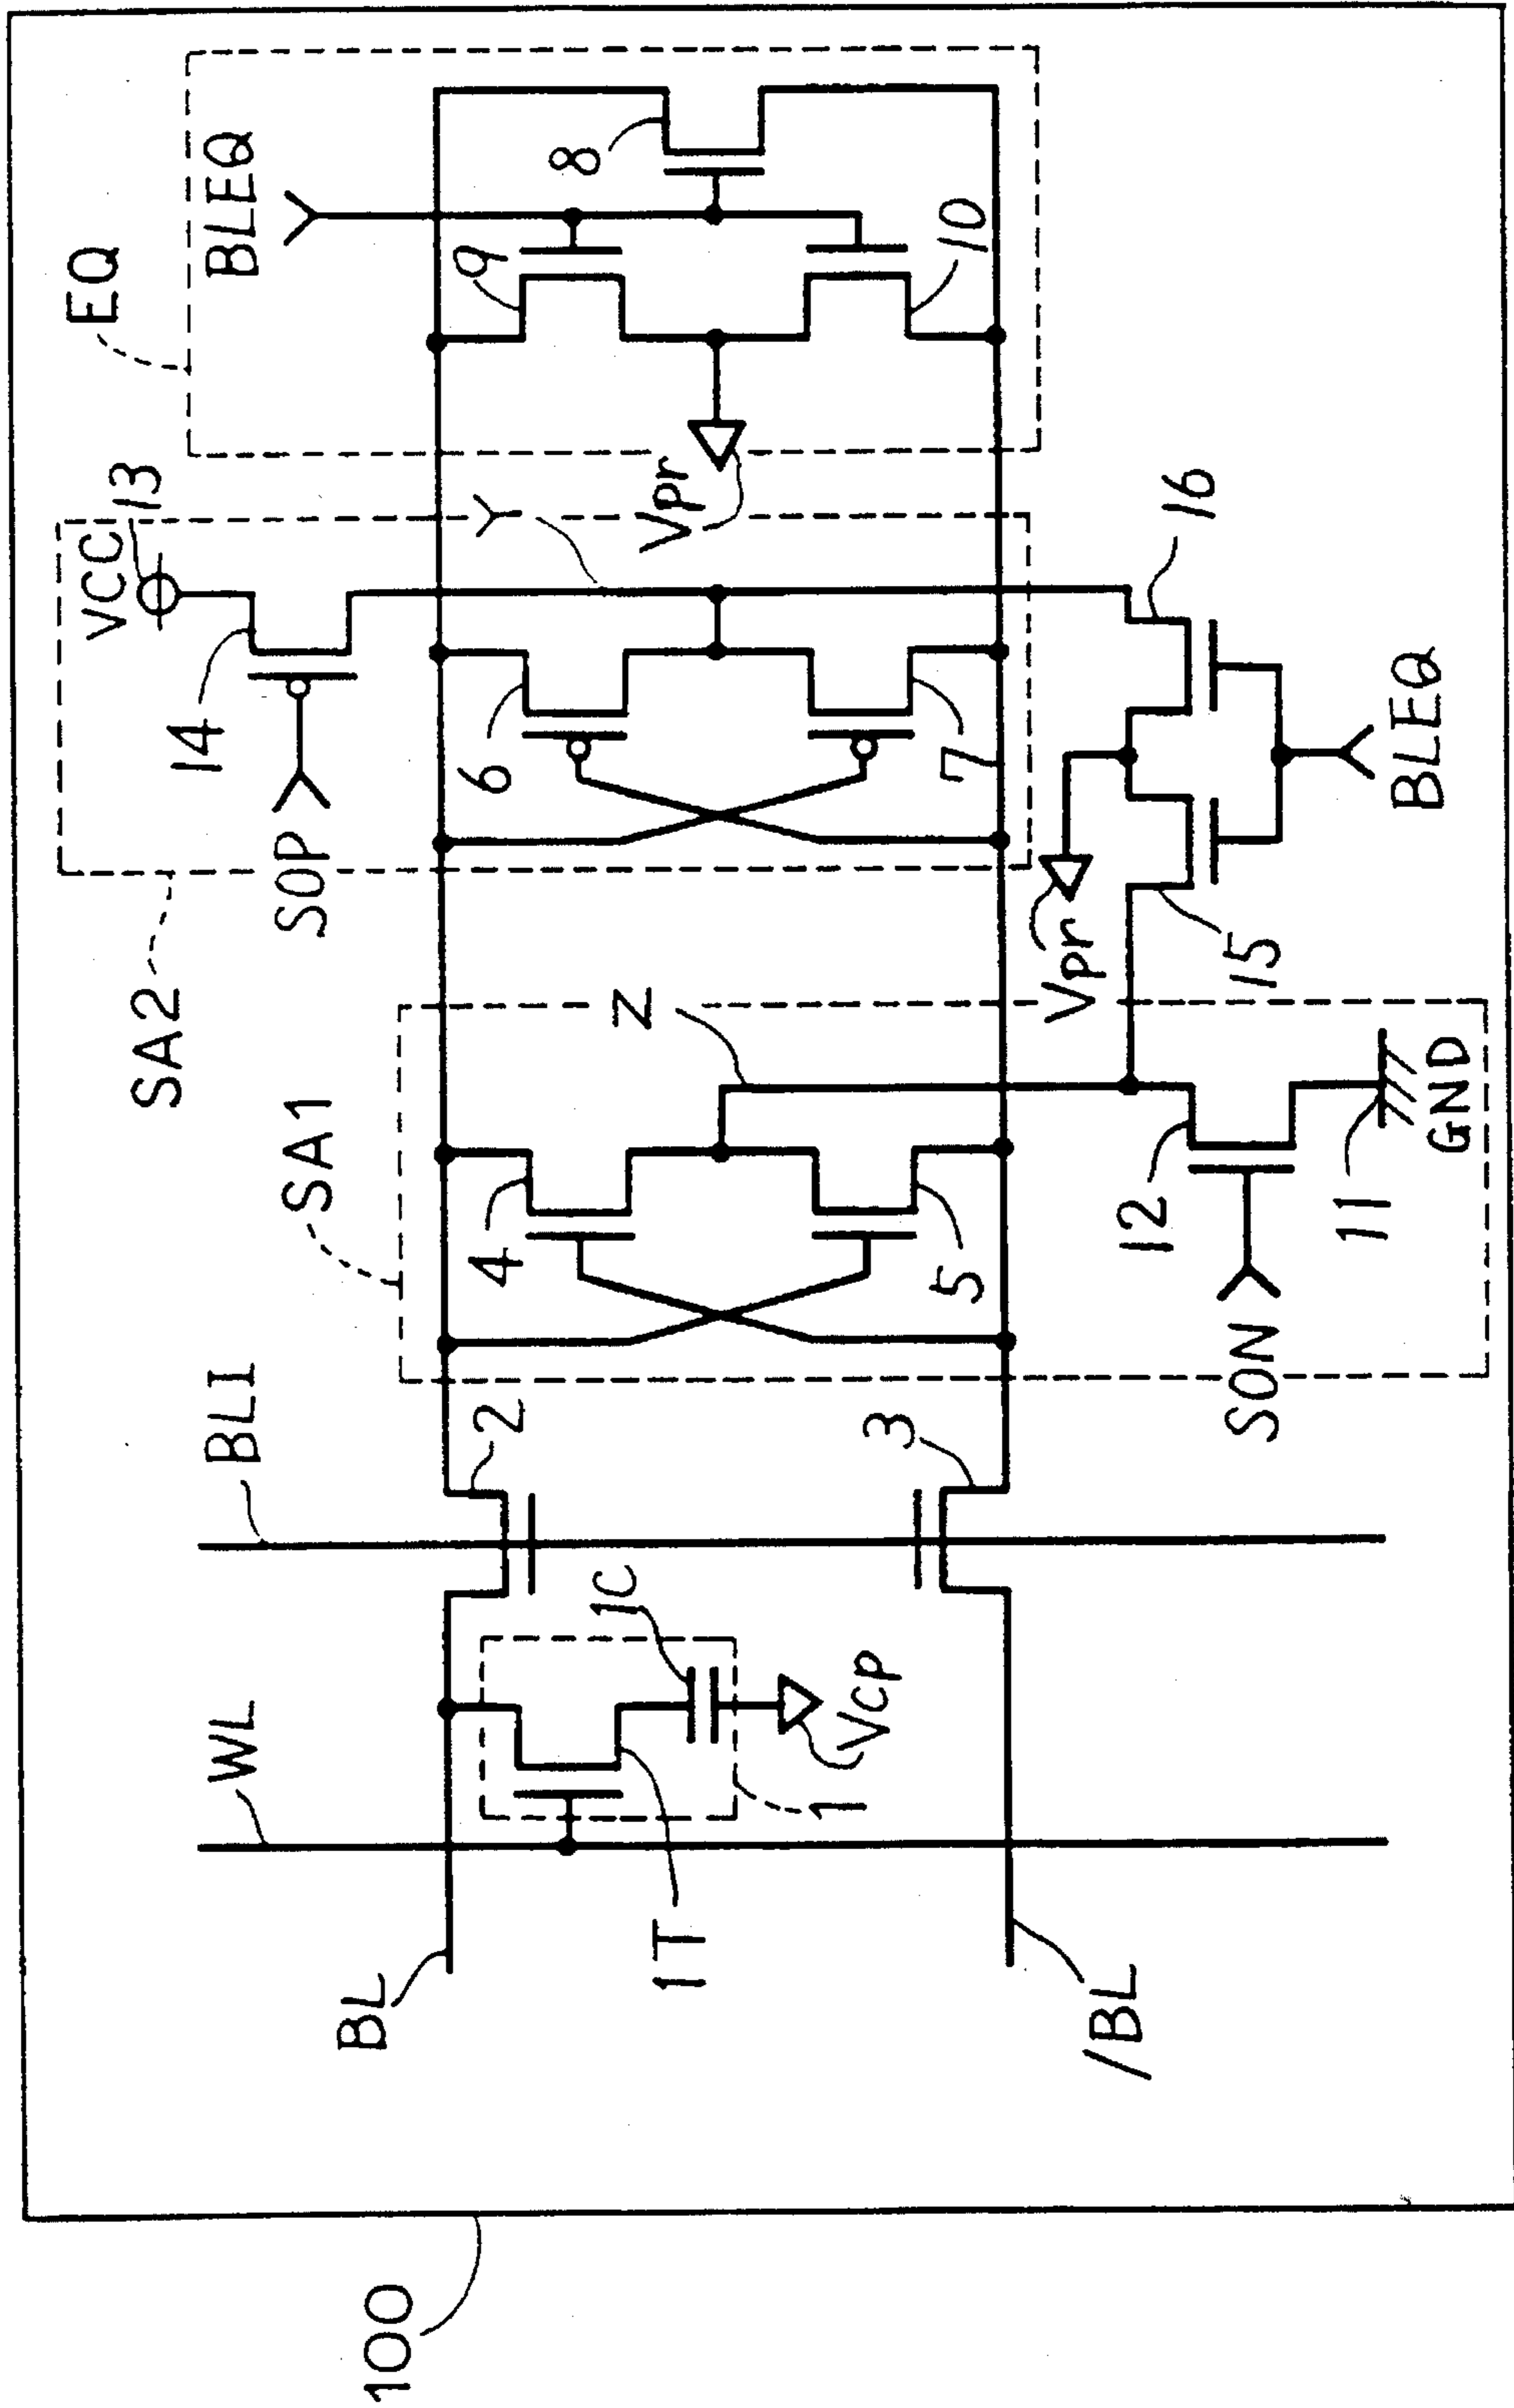 100
BL
/BL
WL
1T
1
1C
Vcp
BLI
2
3
SA1
4
5
Z
SON
12
11
GND
SA2
SOP
14
VCC
13
6
7
Y
Vpr
15
16
BLEQ
Vpr
EQ
BLEQ
9
8
10